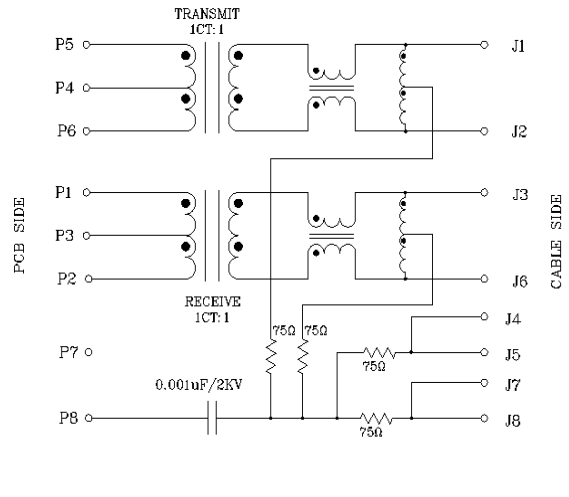 TRANSMIT
1CT:1
P5
J1
P4
P6
J2
P1
J3
PCB SIDE
CABLE SIDE
P3
P2
J6
RECEIVE
1CT:1
J4
75Ω
75Ω
P7
J5
75Ω
0.001uF/2KV
J7
P8
J8
75Ω